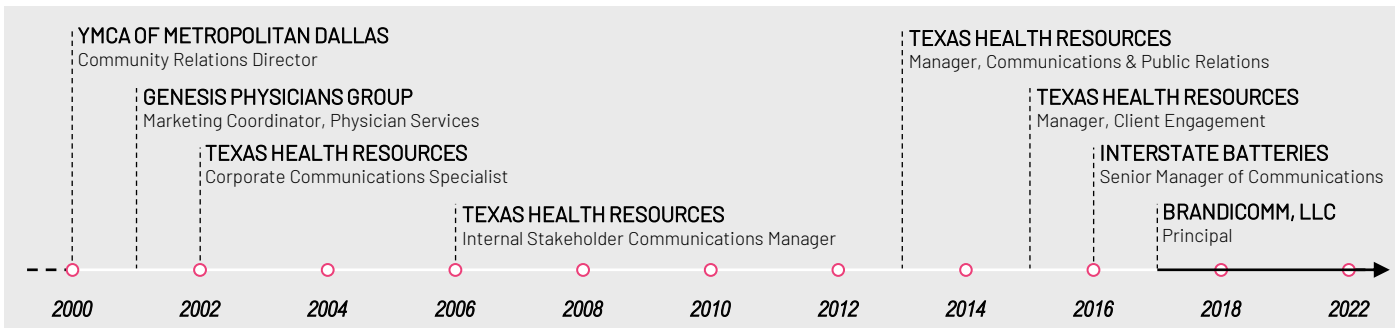 YMCA OF METROPOLITAN DALLAS
Community Relations Director
GENESIS PHYSICIANS GROUP
Marketing Coordinator, Physician Services
TEXAS HEALTH RESOURCES
Corporate Communications Specialist
TEXAS HEALTH RESOURCES
Internal Stakeholder Communications Manager
TEXAS HEALTH RESOURCES
Manager, Communications & Public Relations
TEXAS HEALTH RESOURCES
Manager, Client Engagement
INTERSTATE BATTERIES
Senior Manager of Communications
BRANDICOMM, LLC
Principal
2000 2002 2004 2006 2008 2010 2012 2014 2016 2018 2022